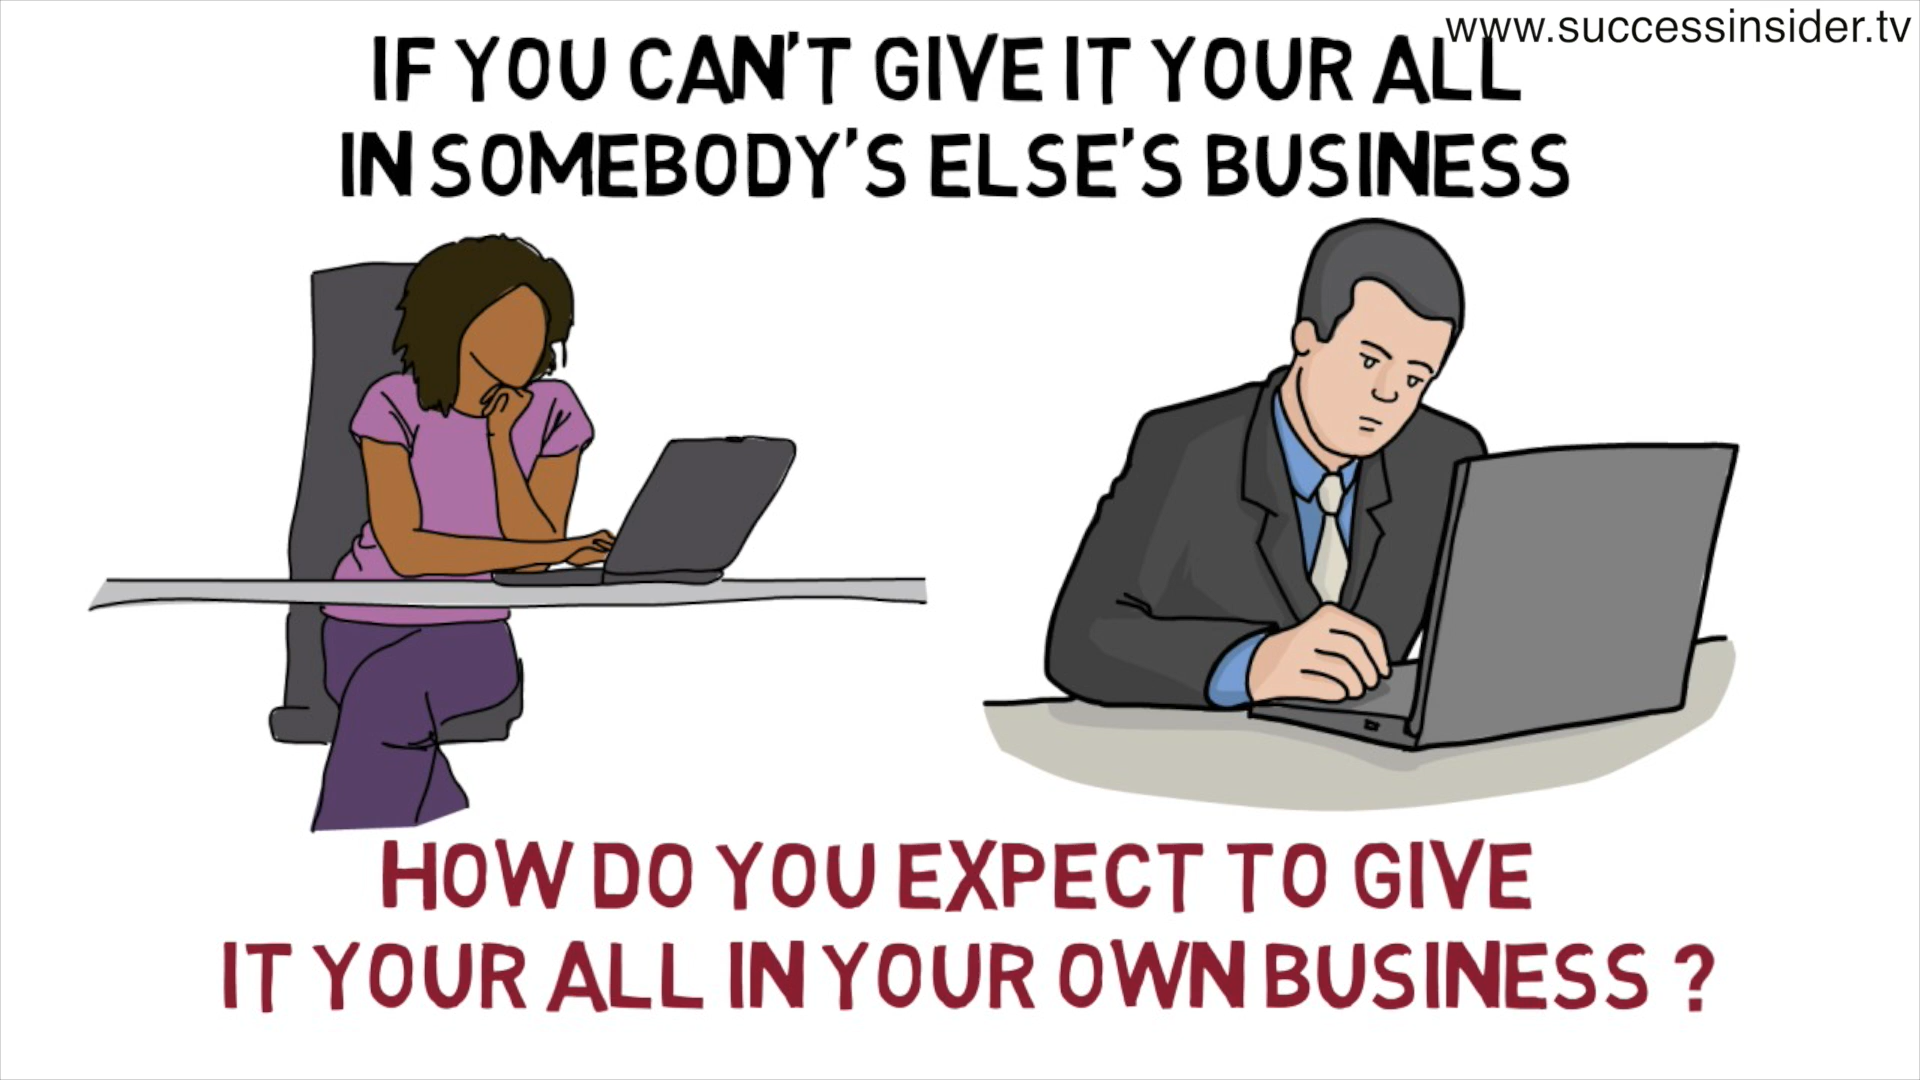 www.successinsider.tv
IF YOU CAN'T GIVE IT YOUR ALL
IN SOMEBODY'S ELSE'S BUSINESS
HOW DO YOU EXPECT TO GIVE
IT YOUR ALL IN YOUR OWN BUSINESS ?